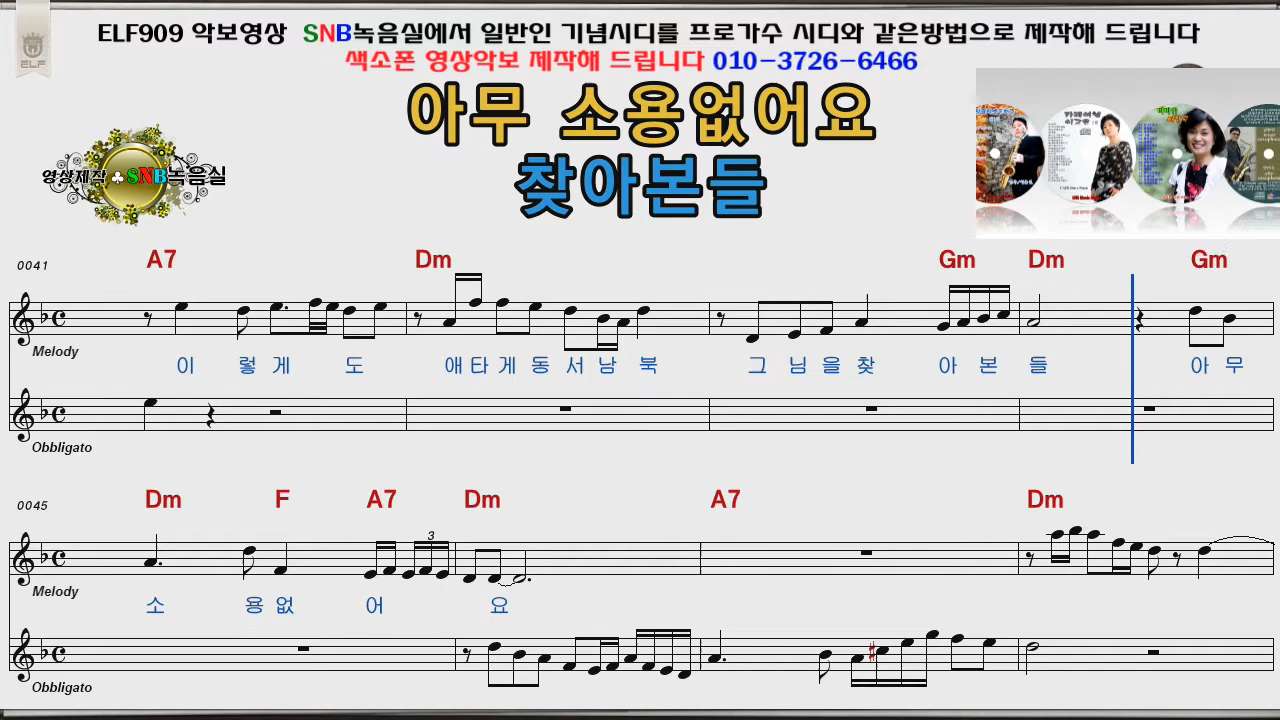 ELF909 악보영상 SNB녹음실에서 일반인 기념시디를 프로가수 시디와 같은방법으로 제작해 드립니다
ELF
색소폰 영상악보 제작해 드립니다 010-3726-6466
아무 소용없어요
찾아본들
영상제작 ♣ SNB녹음실
0041 A7 Dm Gm Dm Gm
Melody
이 렇 게 도 애 타 게 동 서 남 북 그 님 을 찾 아 본 들 아 무
Obbligato
0045 Dm F A7 Dm A7 Dm
3
Melody
소 용 없 어 요
Obbligato